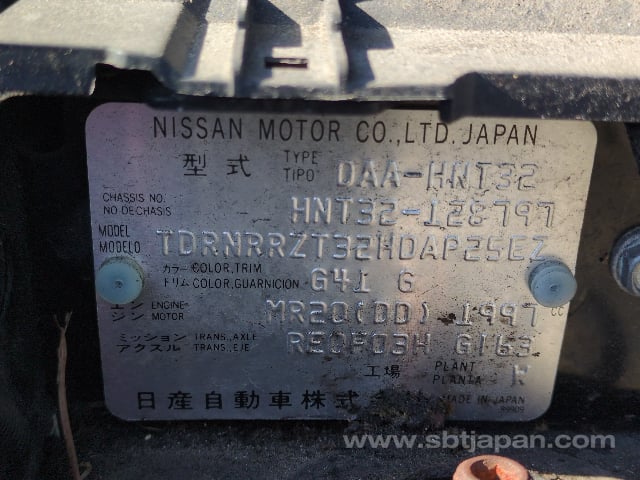 NISSAN MOTOR CO.,LTD. JAPAN
型式 TYPE TIPO DAA-HNT32
CHASSIS NO. NO DE CHASIS HNT32-128797
MODEL MODELO TDRNRRZT32HDAP25EZ
カラー COLOR,TRIM トリム COLOR,GUARNICION G41 G
エンジン ENGINE MOTOR MR20(DD) 1997 CC
ミッション アクスル TRANS.,AXLE TRANS.,EJE RE0F03H G163
工場 PLANT PLANTA K
日産自動車株式
MADE IN JAPAN
99909
www.sbtjapan.com